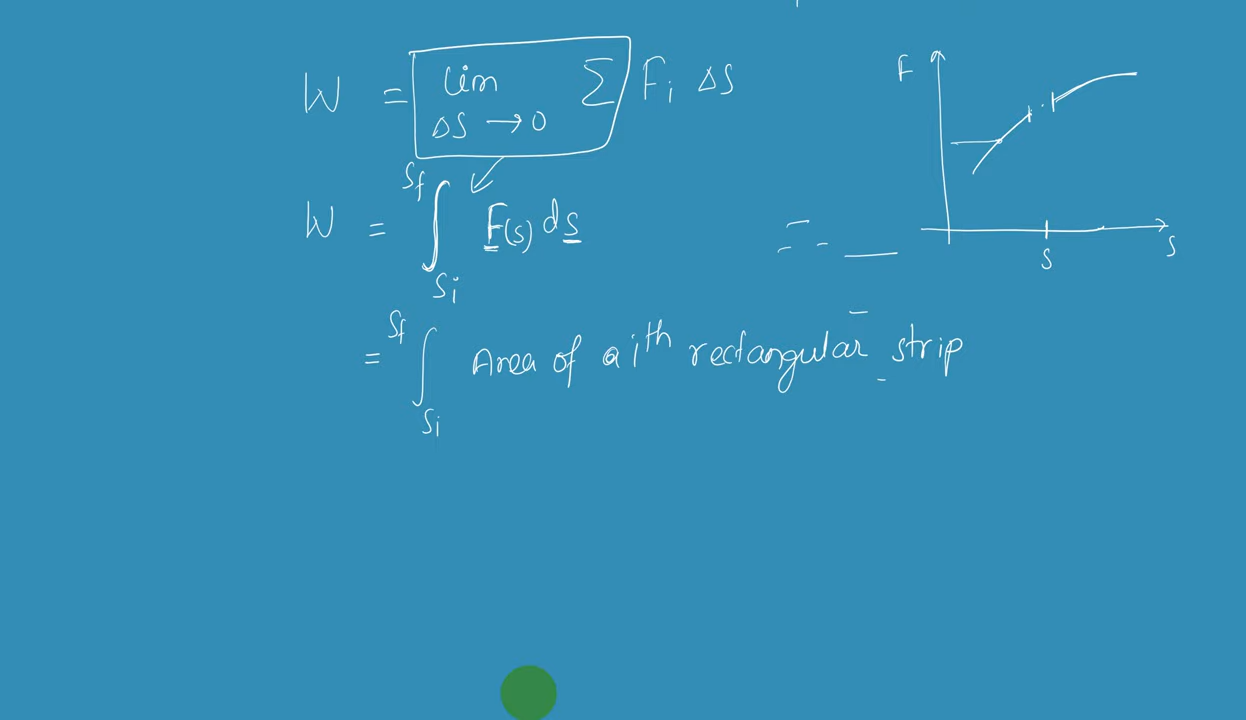 W = lim Σ Fi ΔS
ΔS → 0
W = ∫ F(s) ds
Sf
Si
= ∫ Area of a ith rectangular strip
Sf
Si
F
S
S